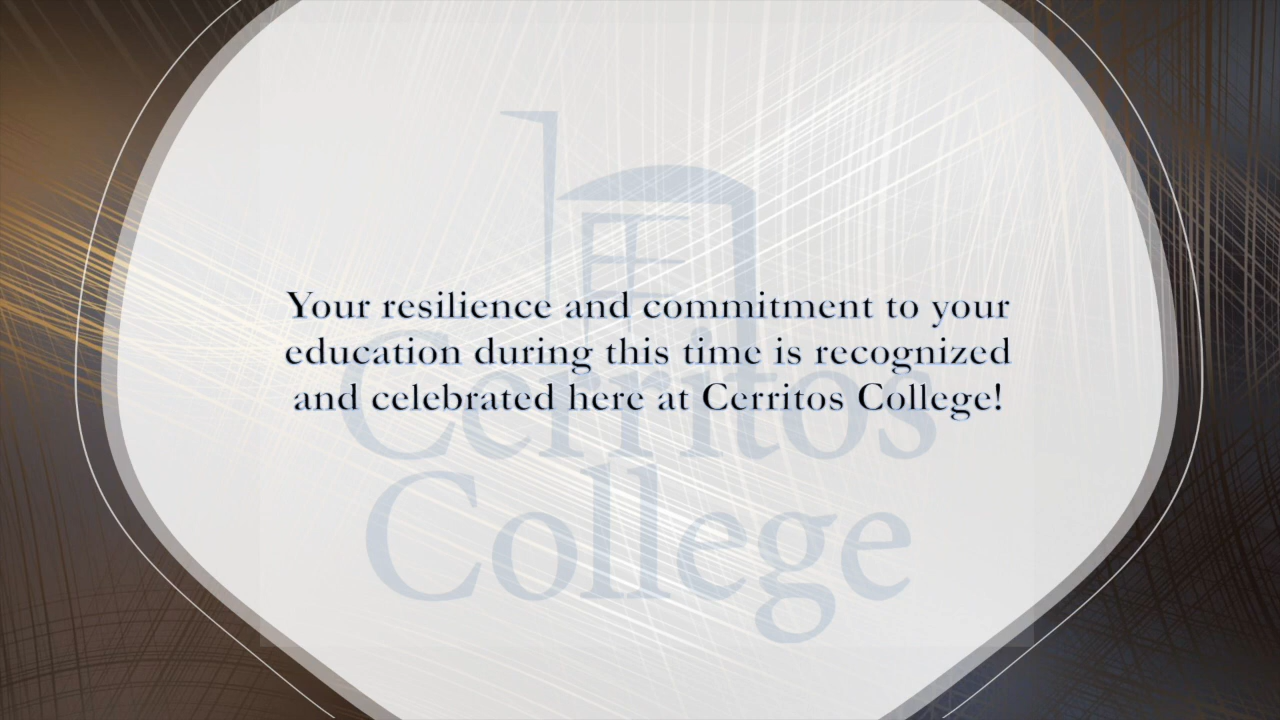 Your resilience and commitment to your
education during this time is recognized
and celebrated here at Cerritos College!
Cerritos
College